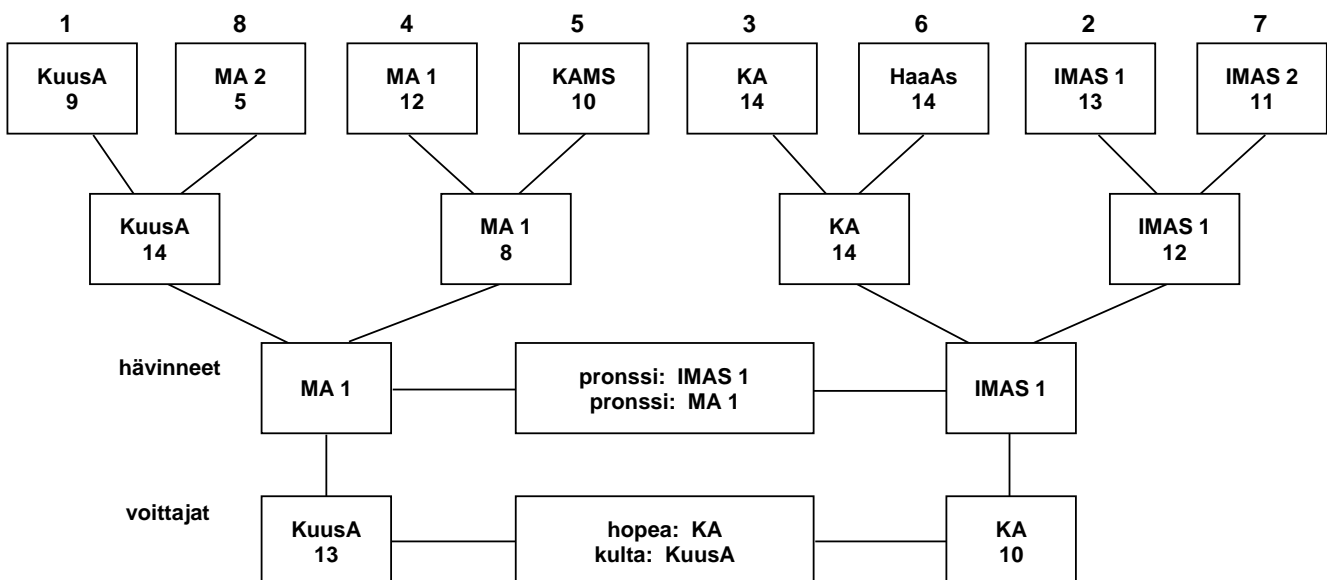 1 8 4 5 3 6 2 7
KuusA MA 2 MA 1 KAMS KA HaaAs IMAS 1 IMAS 2
9 5 12 10 14 14 13 11
KuusA MA 1 KA IMAS 1
14 8 14 12
hävinneet
MA 1
pronssi: IMAS 1
pronssi: MA 1
IMAS 1
voittajat
KuusA
13
hopea: KA
kulta: KuusA
KA
10